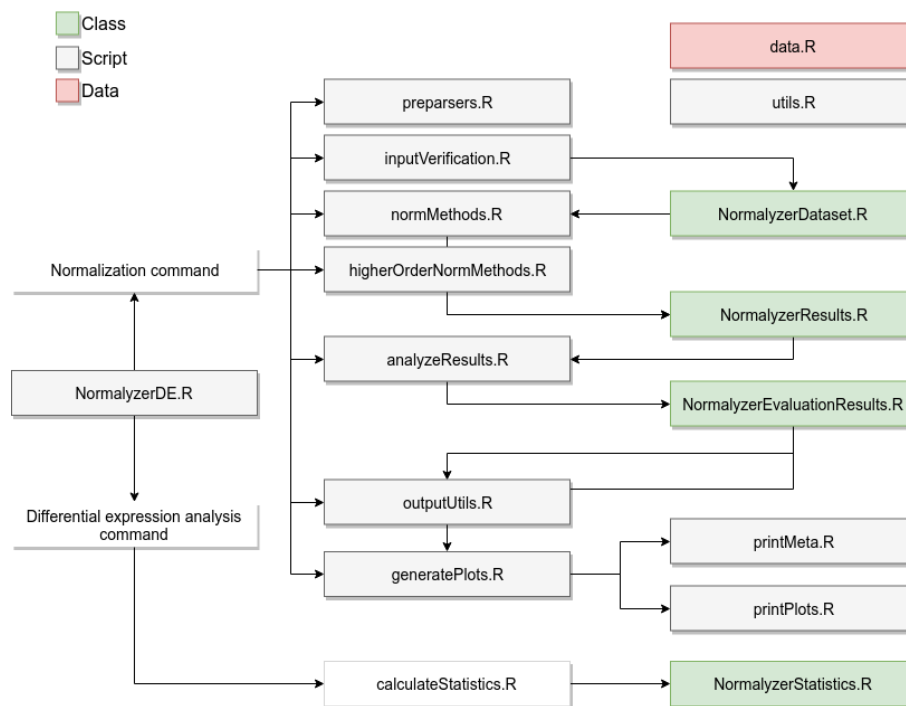 Class
Script
Data
data.R
utils.R
preparsers.R
inputVerification.R
normMethods.R
NormalyzerDataset.R
Normalization command
higherOrderNormMethods.R
NormalyzerResults.R
analyzeResults.R
NormalyzerDE.R
NormalyzerEvaluationResults.R
outputUtils.R
Differential expression analysis
command
printMeta.R
generatePlots.R
printPlots.R
calculateStatistics.R
NormalyzerStatistics.R